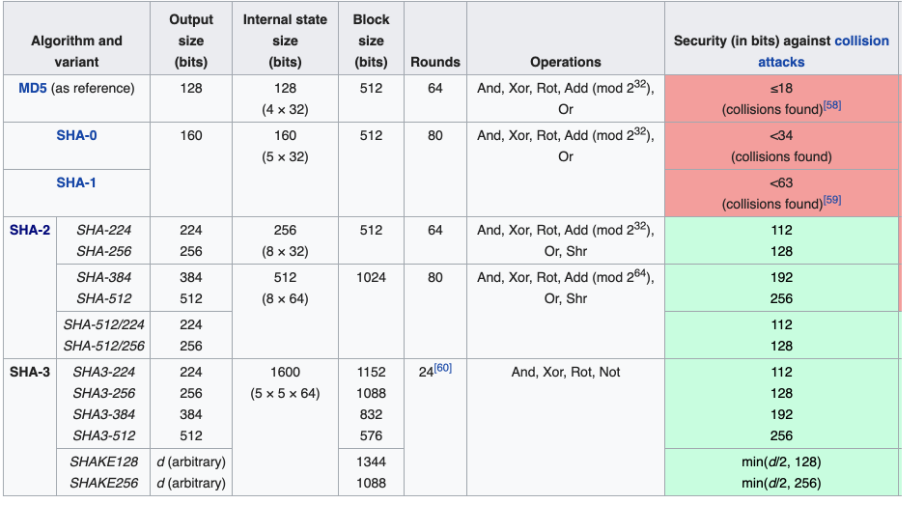 Algorithm and variant Output size (bits) Internal state size (bits) Block size (bits) Rounds Operations Security (in bits) against collision attacks
MD5 (as reference) 128 128 (4 × 32) 512 64 And, Xor, Rot, Add (mod 2³²), Or ≤18 (collisions found)[58]
SHA-0 160 160 (5 × 32) 512 80 And, Xor, Rot, Add (mod 2³²), Or <34 (collisions found)
SHA-1 <63 (collisions found)[59]
SHA-2 SHA-224 224 256 512 64 And, Xor, Rot, Add (mod 2³²), 112
SHA-256 256 (8 × 32) Or, Shr 128
SHA-384 384 512 1024 80 And, Xor, Rot, Add (mod 2⁶⁴), 192
SHA-512 512 (8 × 64) Or, Shr 256
SHA-512/224 224 112
SHA-512/256 256 128
SHA-3 SHA3-224 224 1600 1152 24[60] And, Xor, Rot, Not 112
SHA3-256 256 (5 × 5 × 64) 1088 128
SHA3-384 384 832 192
SHA3-512 512 576 256
SHAKE128 d (arbitrary) 1344 min(d/2, 128)
SHAKE256 d (arbitrary) 1088 min(d/2, 256)